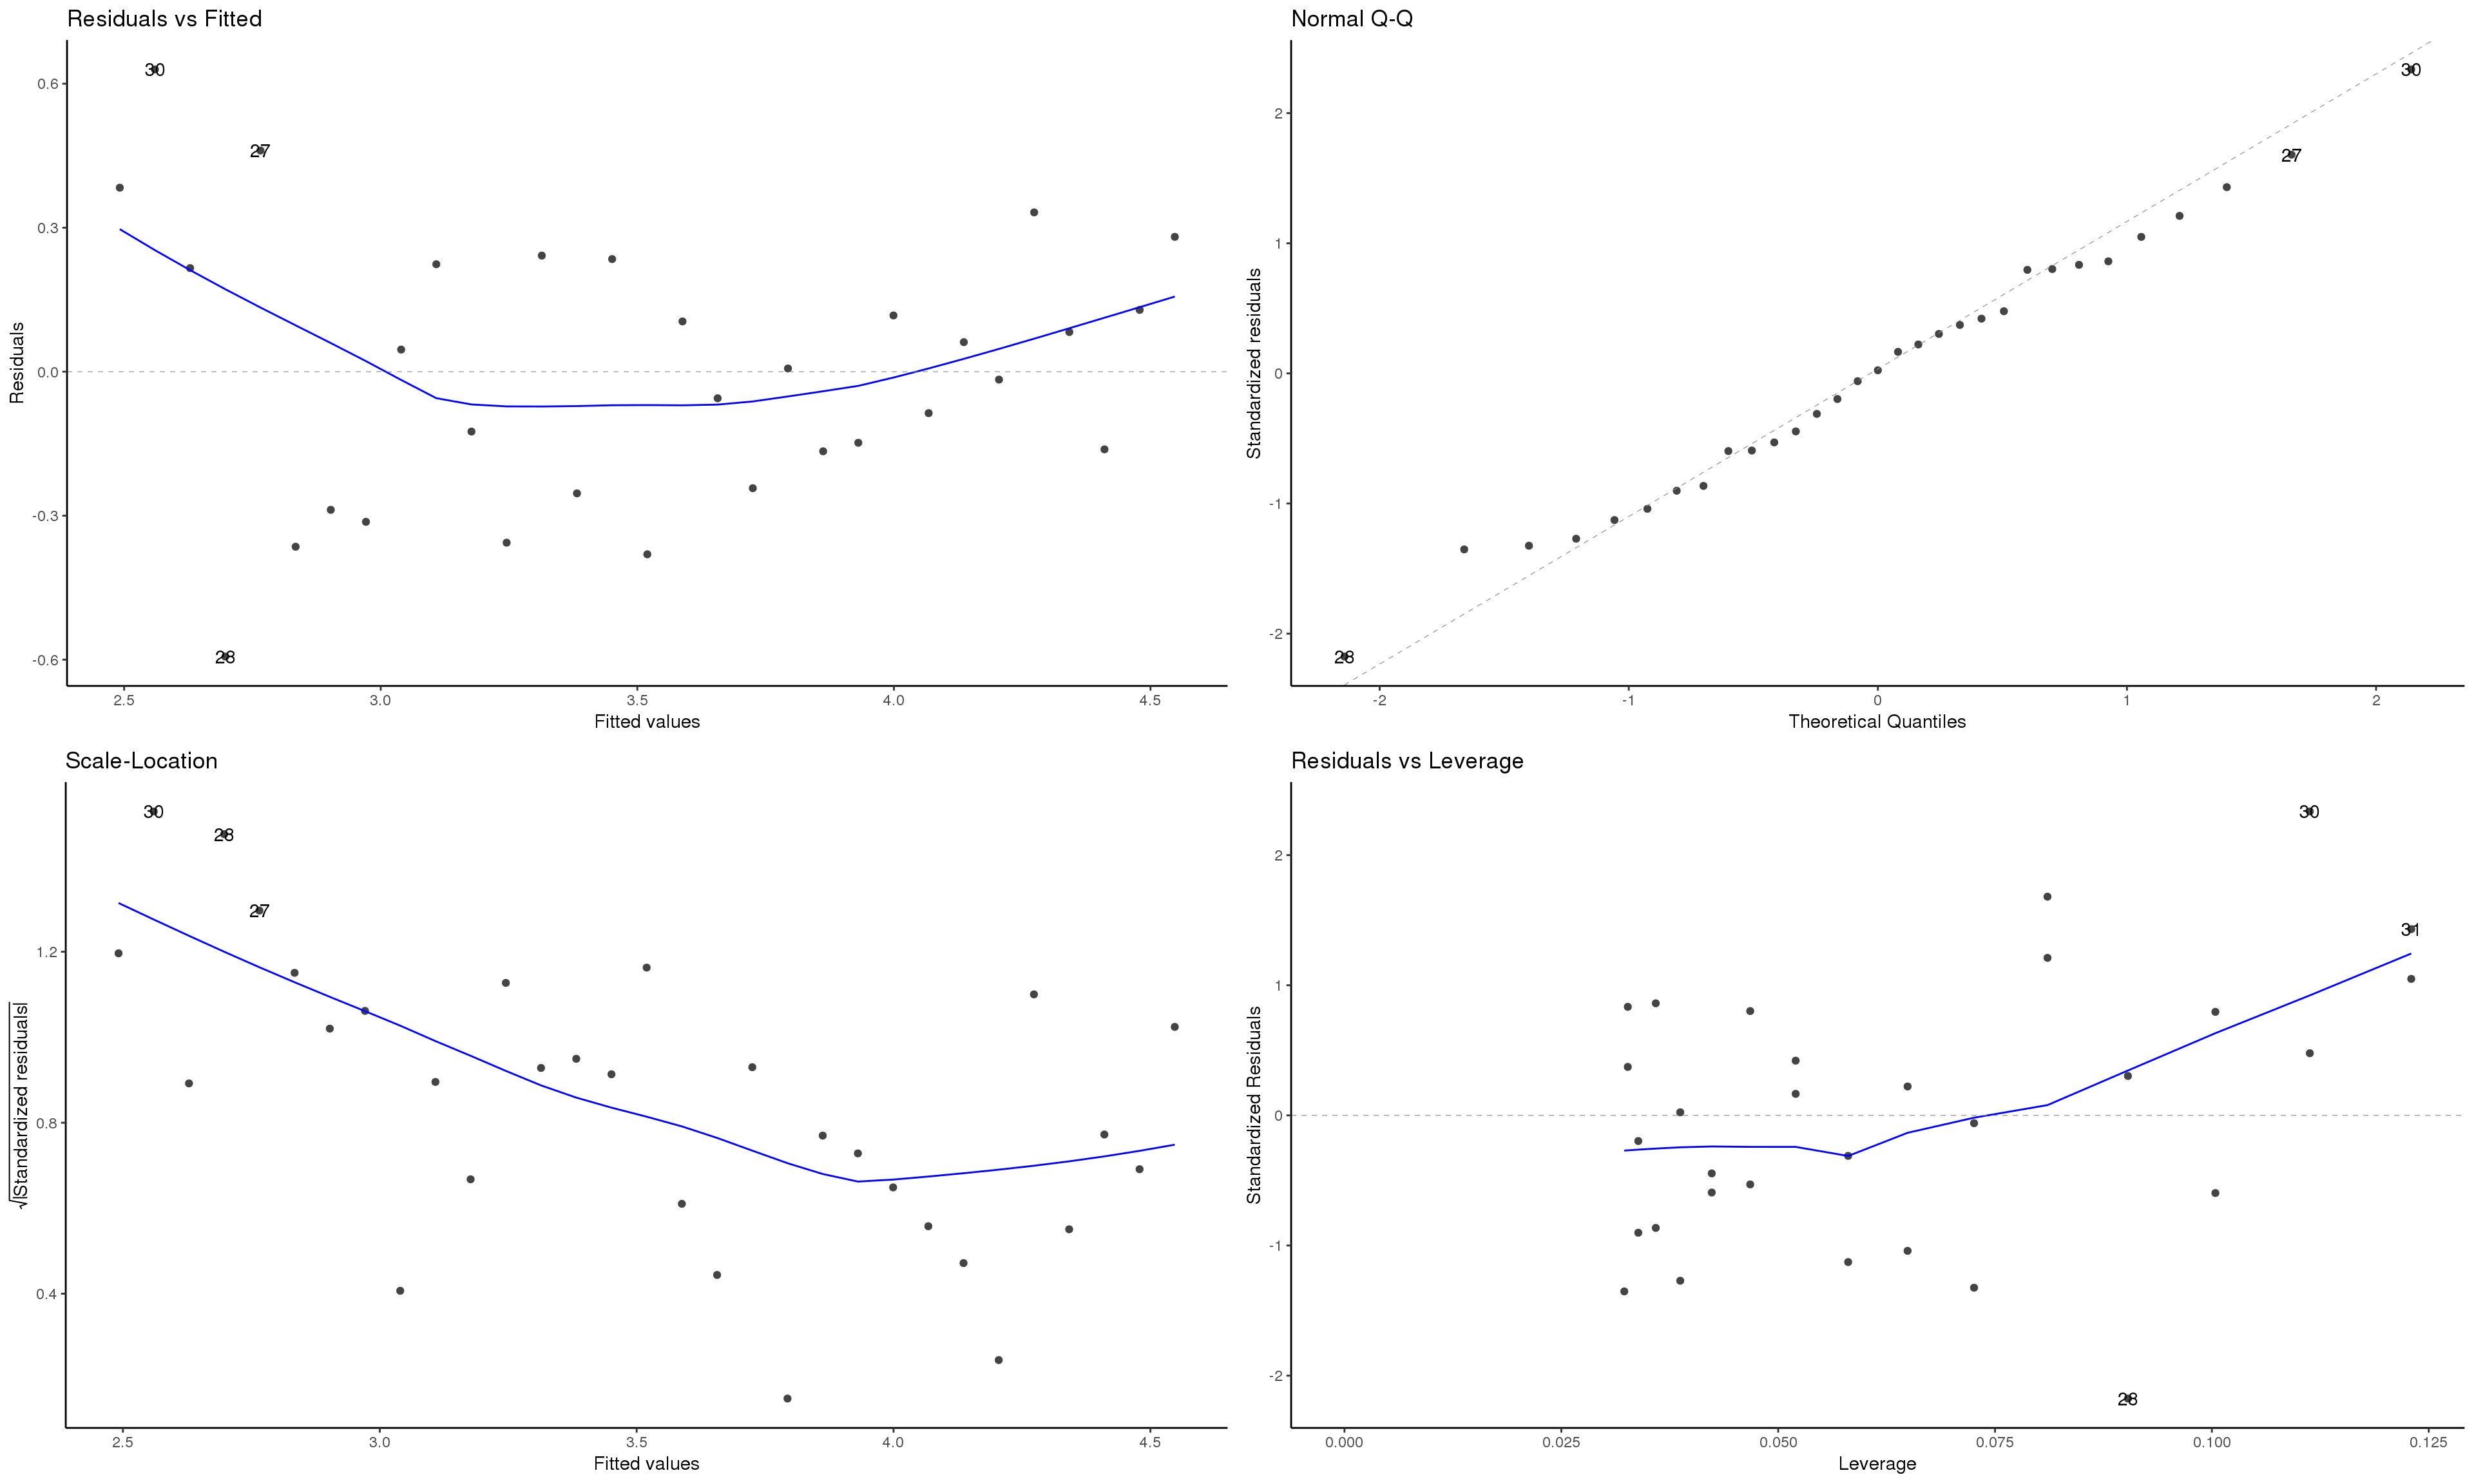 Residuals vs Fitted
30
27
28
0.6
0.3
0.0
-0.3
-0.6
Residuals
2.5 3.0 3.5 4.0 4.5
Fitted values
Normal Q-Q
30
27
28
2
1
0
-1
-2
Standardized residuals
-2 -1 0 1 2
Theoretical Quantiles
Scale-Location
30
28
27
1.2
0.8
0.4
√|Standardized residuals|
2.5 3.0 3.5 4.0 4.5
Fitted values
Residuals vs Leverage
30
31
28
2
1
0
-1
-2
Standardized Residuals
0.000 0.025 0.050 0.075 0.100 0.125
Leverage